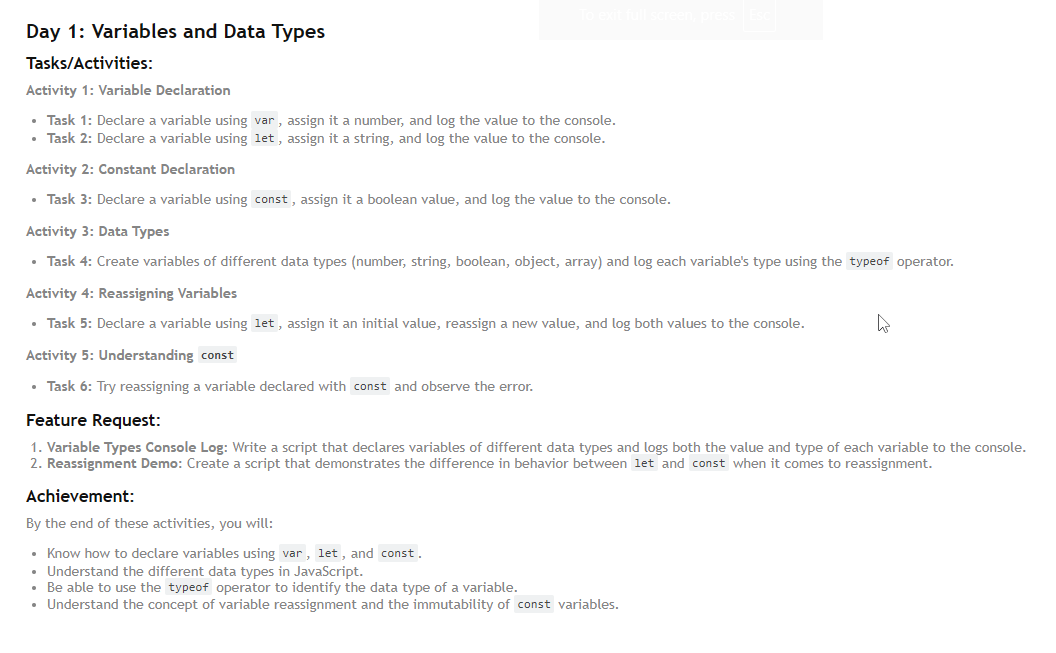 To exit full screen, press Esc
Day 1: Variables and Data Types
Tasks/Activities:
Activity 1: Variable Declaration
• Task 1: Declare a variable using var, assign it a number, and log the value to the console.
• Task 2: Declare a variable using let, assign it a string, and log the value to the console.
Activity 2: Constant Declaration
• Task 3: Declare a variable using const, assign it a boolean value, and log the value to the console.
Activity 3: Data Types
• Task 4: Create variables of different data types (number, string, boolean, object, array) and log each variable's type using the typeof operator.
Activity 4: Reassigning Variables
• Task 5: Declare a variable using let, assign it an initial value, reassign a new value, and log both values to the console.
Activity 5: Understanding const
• Task 6: Try reassigning a variable declared with const and observe the error.
Feature Request:
1. Variable Types Console Log: Write a script that declares variables of different data types and logs both the value and type of each variable to the console.
2. Reassignment Demo: Create a script that demonstrates the difference in behavior between let and const when it comes to reassignment.
Achievement:
By the end of these activities, you will:
• Know how to declare variables using var, let, and const.
• Understand the different data types in JavaScript.
• Be able to use the typeof operator to identify the data type of a variable.
• Understand the concept of variable reassignment and the immutability of const variables.